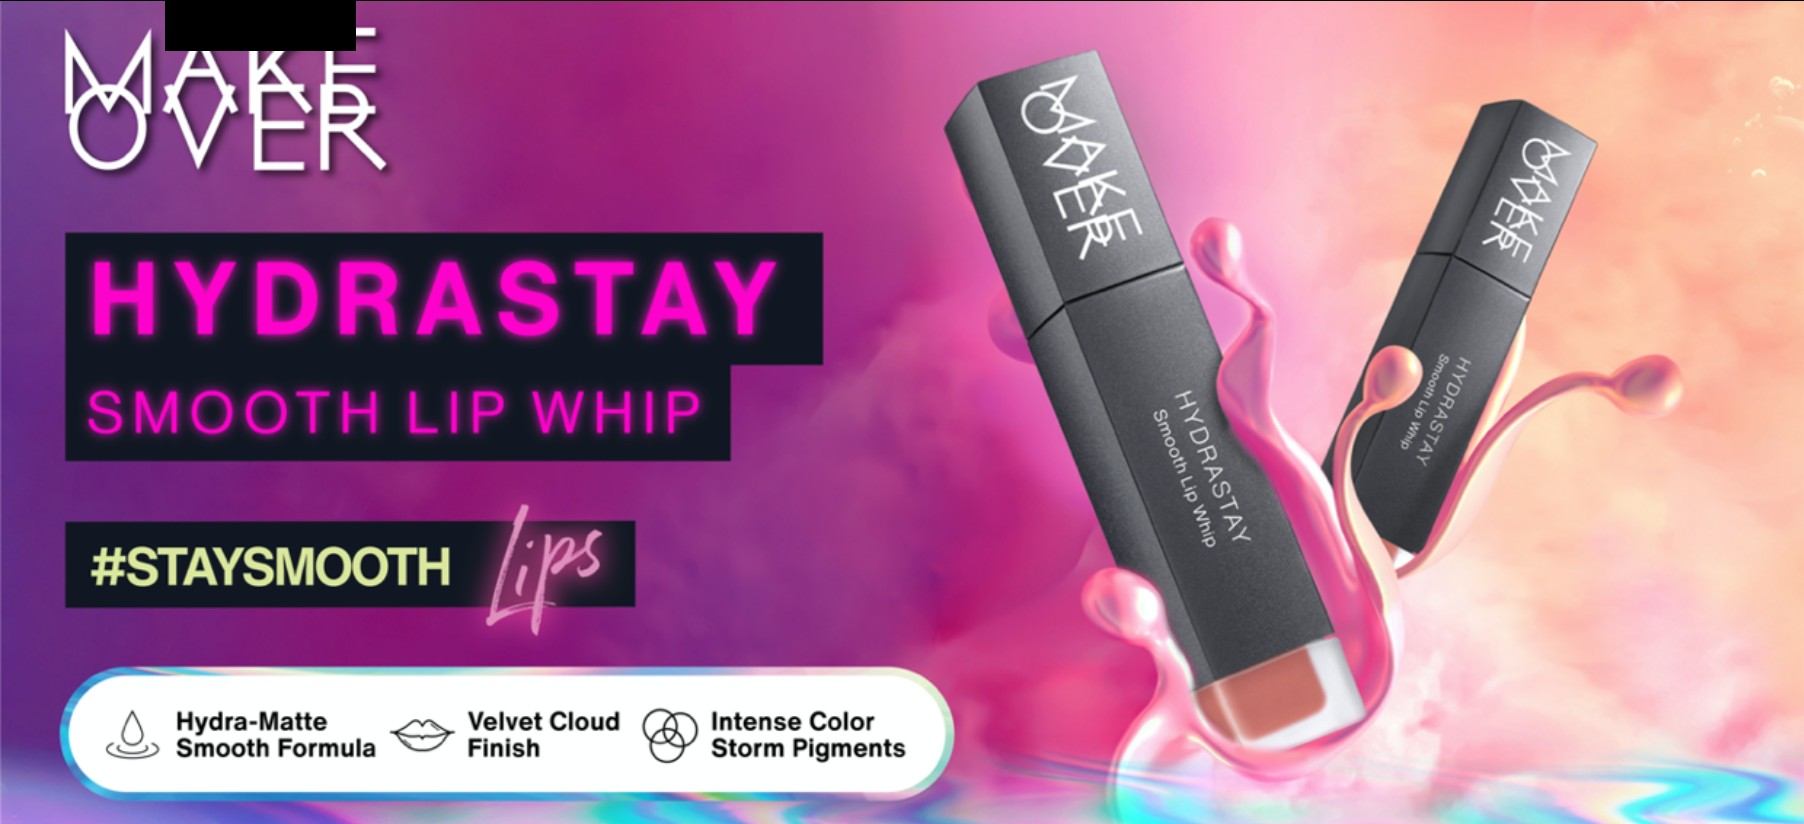 MAKE
OVER
HYDRASTAY
SMOOTH LIP WHIP
#STAYSMOOTH Lips
Hydra-Matte
Smooth Formula
Velvet Cloud
Finish
Intense Color
Storm Pigments
MAKE
OVER
HYDRASTAY
Smooth Lip Whip
MAKE
OVER
HYDRASTAY
Smooth Lip Whip